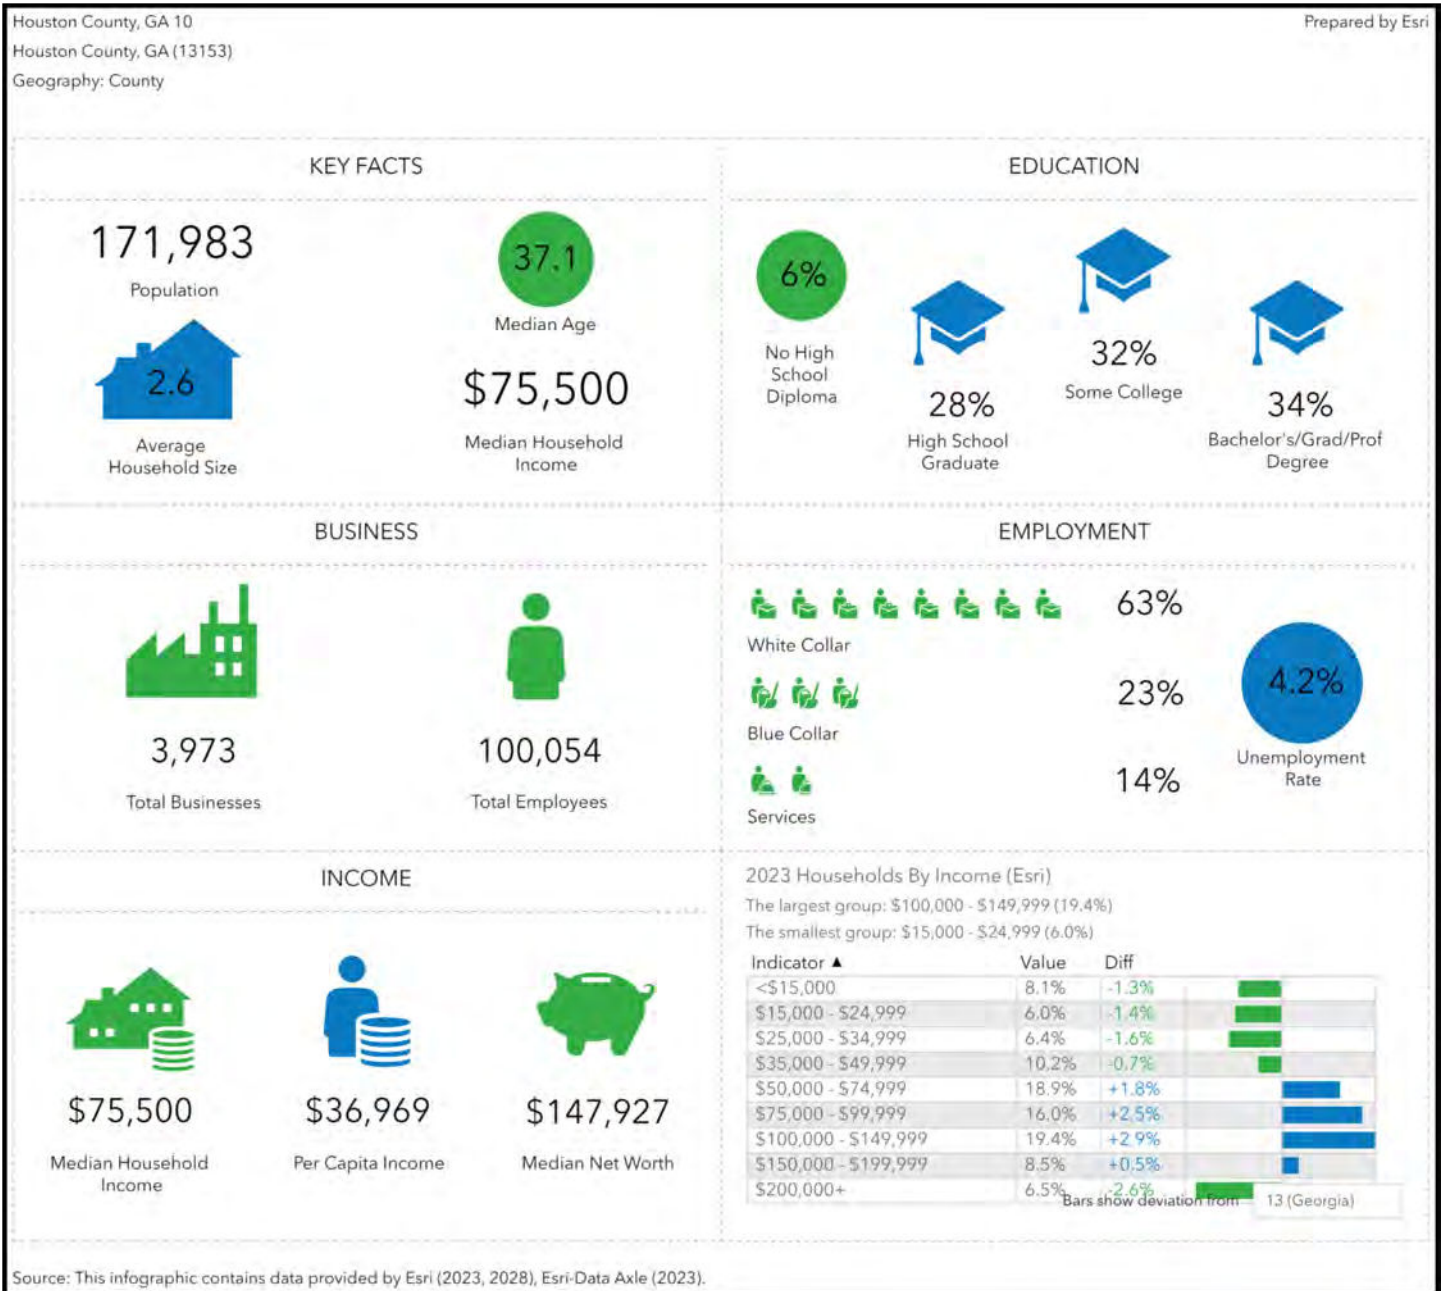 Houston County, GA 10
Prepared by Esri
Houston County, GA (13153)
Geography: County
KEY FACTS
171,983
Population
37.1
Median Age
2.6
Average
Household Size
$75,500
Median Household
Income
EDUCATION
6%
No High
School
Diploma
28%
High School
Graduate
32%
Some College
34%
Bachelor's/Grad/Prof
Degree
BUSINESS
3,973
Total Businesses
100,054
Total Employees
EMPLOYMENT
63%
White Collar
23%
Blue Collar
14%
Services
4.2%
Unemployment
Rate
INCOME
$75,500
Median Household
Income
$36,969
Per Capita Income
$147,927
Median Net Worth
2023 Households By Income (Esri)
The largest group: $100,000 - $149,999 (19.4%)
The smallest group: $15,000 - $24,999 (6.0%)
Indicator ▲ Value Diff
<$15,000 8.1% -1.3%
$15,000 - $24,999 6.0% -1.4%
$25,000 - $34,999 6.4% -1.6%
$35,000 - $49,999 10.2% -0.7%
$50,000 - $74,999 18.9% +1.8%
$75,000 - $99,999 16.0% +2.5%
$100,000 - $149,999 19.4% +2.9%
$150,000 - $199,999 8.5% +0.5%
$200,000+ 6.5% -2.6%
Bars show deviation from 13 (Georgia)
Source: This infographic contains data provided by Esri (2023, 2028), Esri-Data Axle (2023).